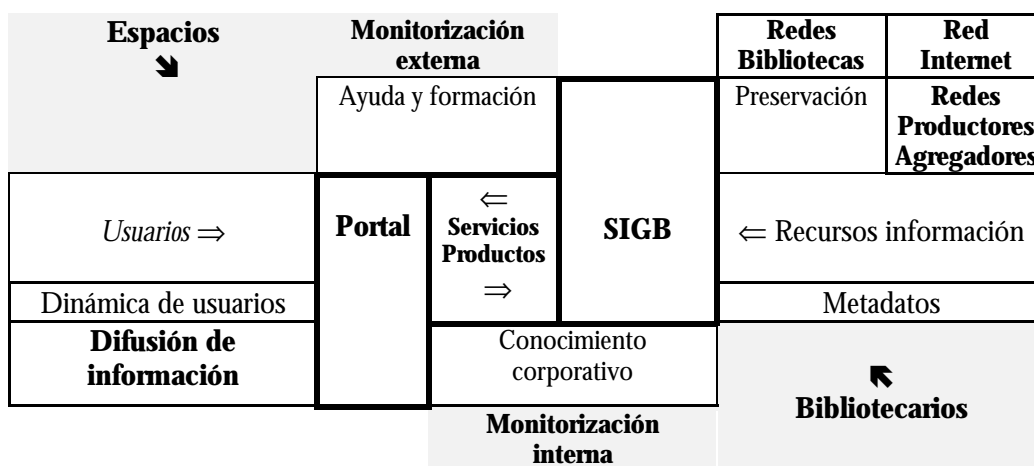 Espacios
➘
Monitorización
externa
Redes
Bibliotecas
Red
Internet
Ayuda y formación
Preservación
Redes
Productores
Agregadores
Usuarios ⇒
Portal
⇐
Servicios
Productos
⇒
SIGB
⇐ Recursos información
Dinámica de usuarios
Metadatos
Difusión de
información
Conocimiento
corporativo
Monitorización
interna
🡼
Bibliotecarios